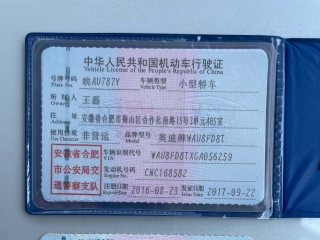 中华人民共和国机动车行驶证
Vehicle License of the People's Republic of China
号牌号码 皖AU787Y 车辆类型 小型轿车
Plate No. Vehicle Type
所有人 王磊
Owner
住址 安徽省合肥市蜀山区合作化南路15号3单元405室
Address
使用性质 非营运 品牌型号 奥迪牌WAU8FD8T
Use Character Model
安徽省合肥 车辆识别代号 WAU8FD8TXGA056259
VIN
市公安局交 发动机号码 CWC168582
Engine No.
通警察支队 注册日期 2016-08-23 发证日期 2017-09-22
Register Date Issue Date